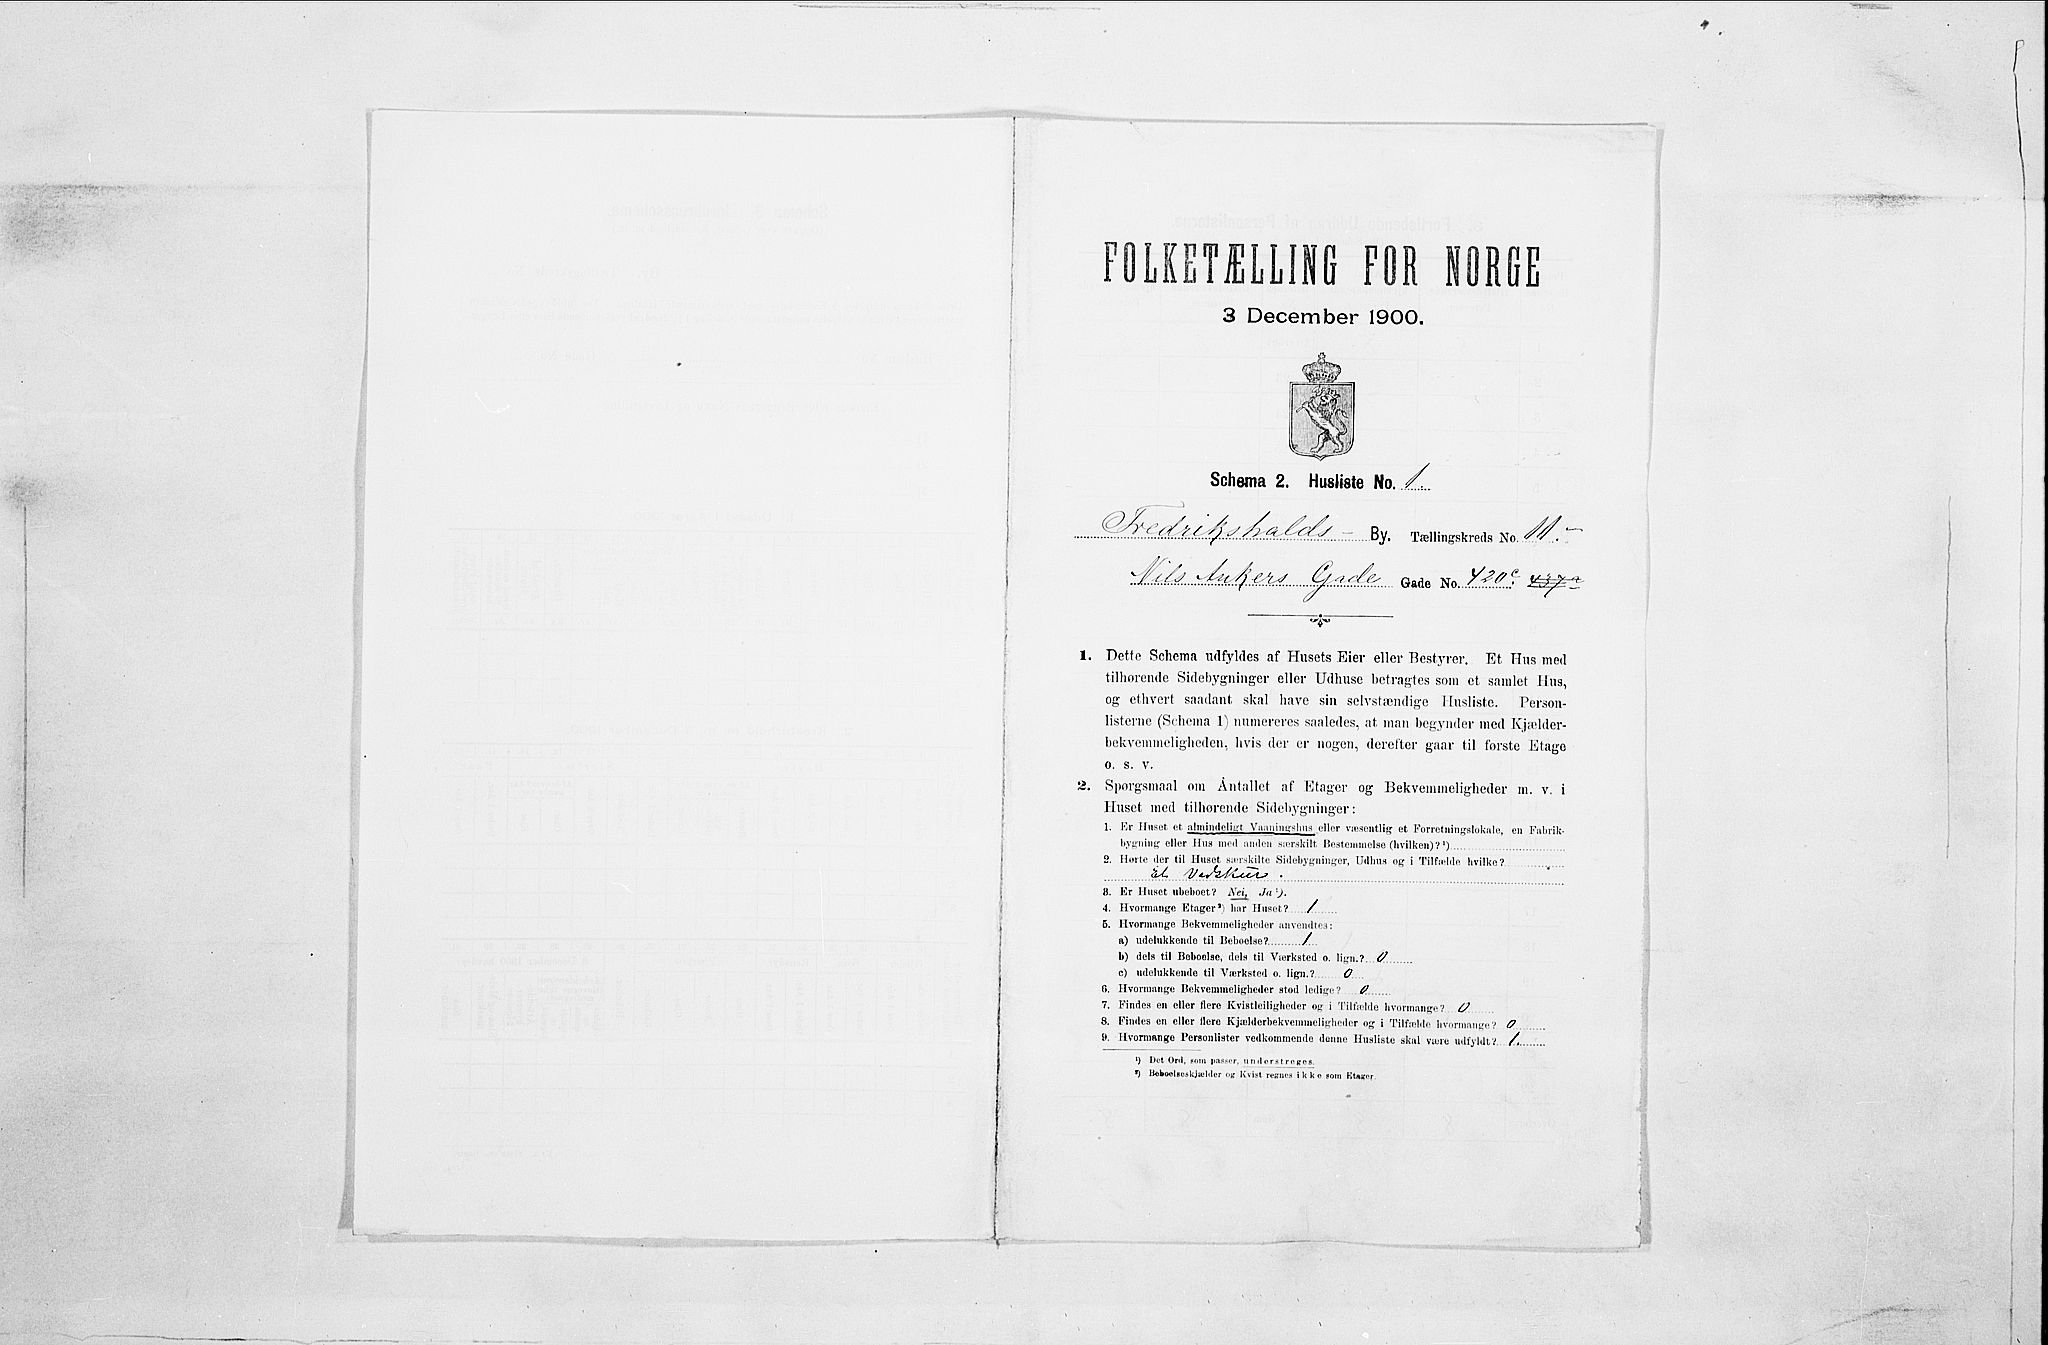 FOLKETÆLLING FOR NORGE
3 December 1900.
Schema 2. Husliste No. 1.
Fredrikshalds - By. Tællingskreds No. 11.-
Nils Ankers Gade Gade No. 420c. 437a
1. Dette Schema udfyldes af Husets Eier eller Bestyrer. Et Hus med
tilhørende Sidebygninger eller Udhuse betragtes som et samlet Hus,
og ethvert saadant skal have sin selvstændige Husliste. Person-
listerne (Schema 1) numereres saaledes, at man begynder med Kjælder-
bekvemmeligheden, hvis der er nogen, derefter gaar til første Etage
o. s. v.
2. Spørgsmaal om Antallet af Etager og Bekvemmeligheder m. v. i
Huset med tilhørende Sidebygninger:
1. Er Huset et almindeligt Vaaningshus eller væsentlig et Forretningslokale, en Fabrik-
bygning eller Hus med anden særskilt Bestemmelse (hvilken)? ¹)
2. Hørte der til Huset særskilte Sidebygninger, Udhus og i Tilfælde hvilke?
et Vedskur.
3. Er Huset ubeboet? Nei, Ja ¹).
4. Hvormange Etager ²) har Huset? 1
5. Hvormange Bekvemmeligheder anvendtes:
a) udelukkende til Beboelse? 1
b) dels til Beboelse, dels til Værksted o. lign.? 0
c) udelukkende til Værksted o. lign.? 0
6. Hvormange Bekvemmeligheder stod ledige? 0
7. Findes en eller flere Kvistleiligheder og i Tilfælde hvormange? 0
8. Findes en eller flere Kjælderbekvemmeligheder og i Tilfælde hvormange? 0
9. Hvormange Personlister vedkommende denne Husliste skal være udfyldt? 1.
¹) Det Ord, som passer, understreges.
²) Beboelseskjælder og Kvist regnes ikke som Etager.